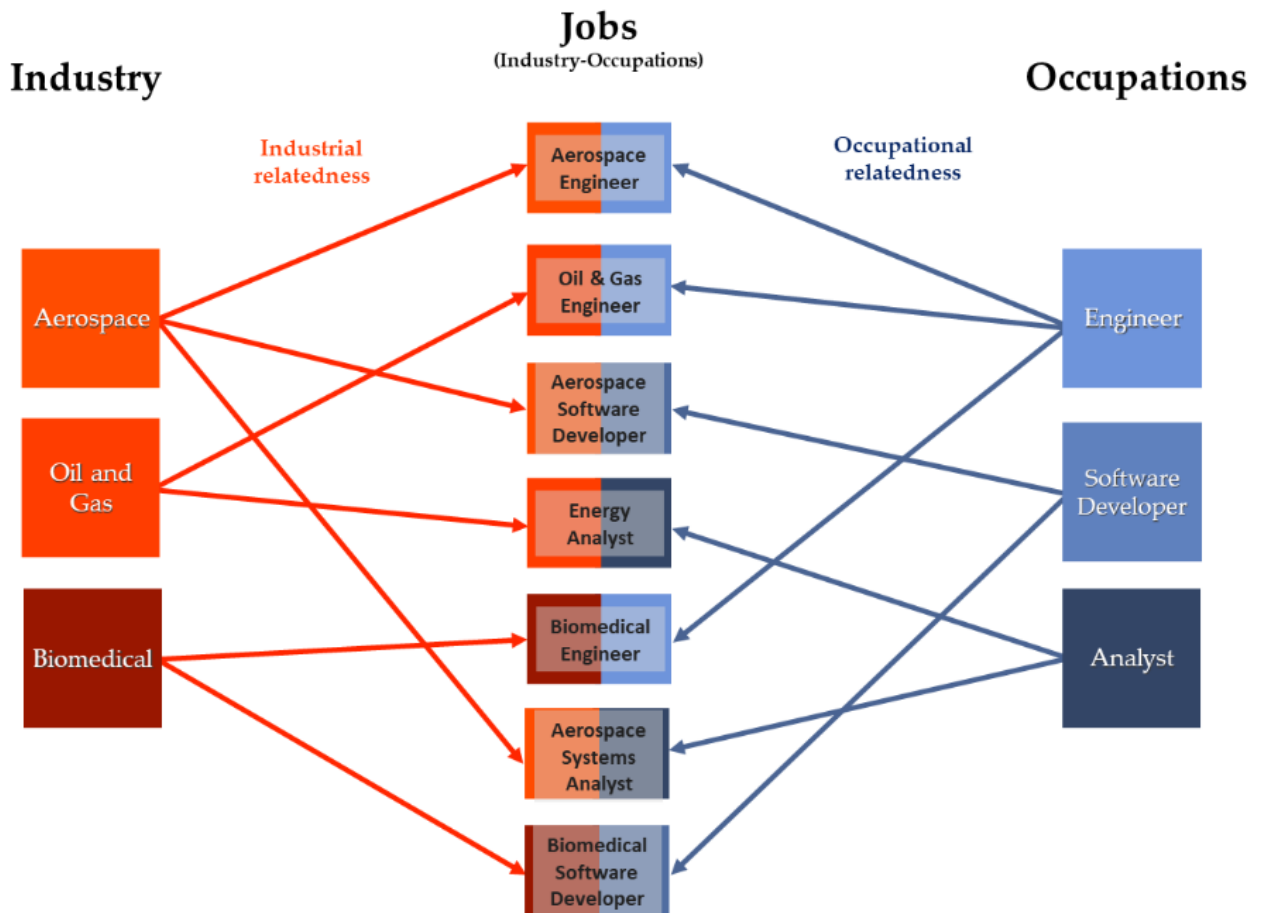 Jobs
(Industry-Occupations)
Industry
Occupations
Industrial
relatedness
Occupational
relatedness
Aerospace
Oil and
Gas
Biomedical
Aerospace
Engineer
Oil & Gas
Engineer
Aerospace
Software
Developer
Energy
Analyst
Biomedical
Engineer
Aerospace
Systems
Analyst
Biomedical
Software
Developer
Engineer
Software
Developer
Analyst